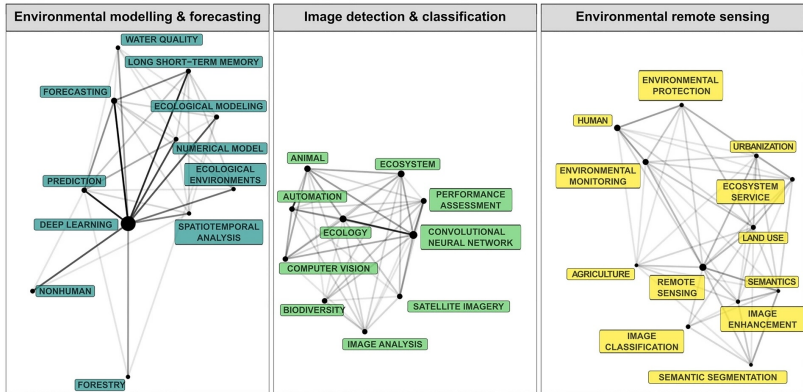 Environmental modelling & forecasting
WATER QUALITY
LONG SHORT-TERM MEMORY
FORECASTING
ECOLOGICAL MODELING
NUMERICAL MODEL
ECOLOGICAL
ENVIRONMENTS
PREDICTION
DEEP LEARNING
SPATIOTEMPORAL
ANALYSIS
NONHUMAN
FORESTRY
Image detection & classification
ANIMAL
ECOSYSTEM
AUTOMATION
PERFORMANCE
ASSESSMENT
ECOLOGY
CONVOLUTIONAL
NEURAL NETWORK
COMPUTER VISION
BIODIVERSITY
SATELLITE IMAGERY
IMAGE ANALYSIS
Environmental remote sensing
ENVIRONMENTAL
PROTECTION
HUMAN
URBANIZATION
ENVIRONMENTAL
MONITORING
ECOSYSTEM
SERVICE
LAND USE
AGRICULTURE
REMOTE
SENSING
SEMANTICS
IMAGE
ENHANCEMENT
IMAGE
CLASSIFICATION
SEMANTIC SEGMENTATION